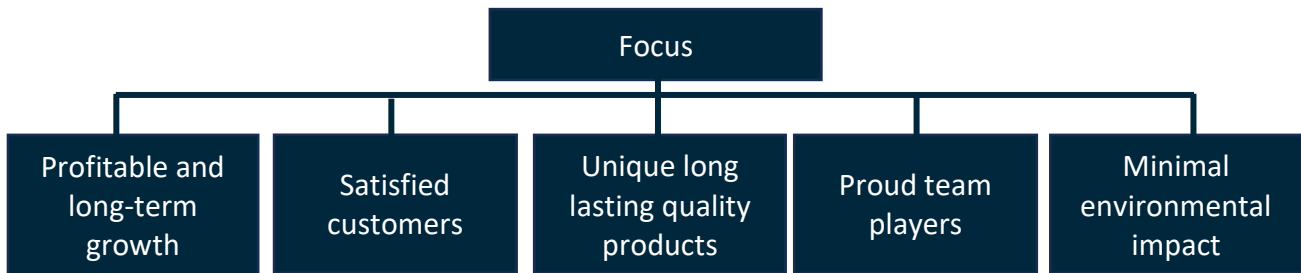 Focus
Profitable and
long-term
growth
Satisfied
customers
Unique long
lasting quality
products
Proud team
players
Minimal
environmental
impact